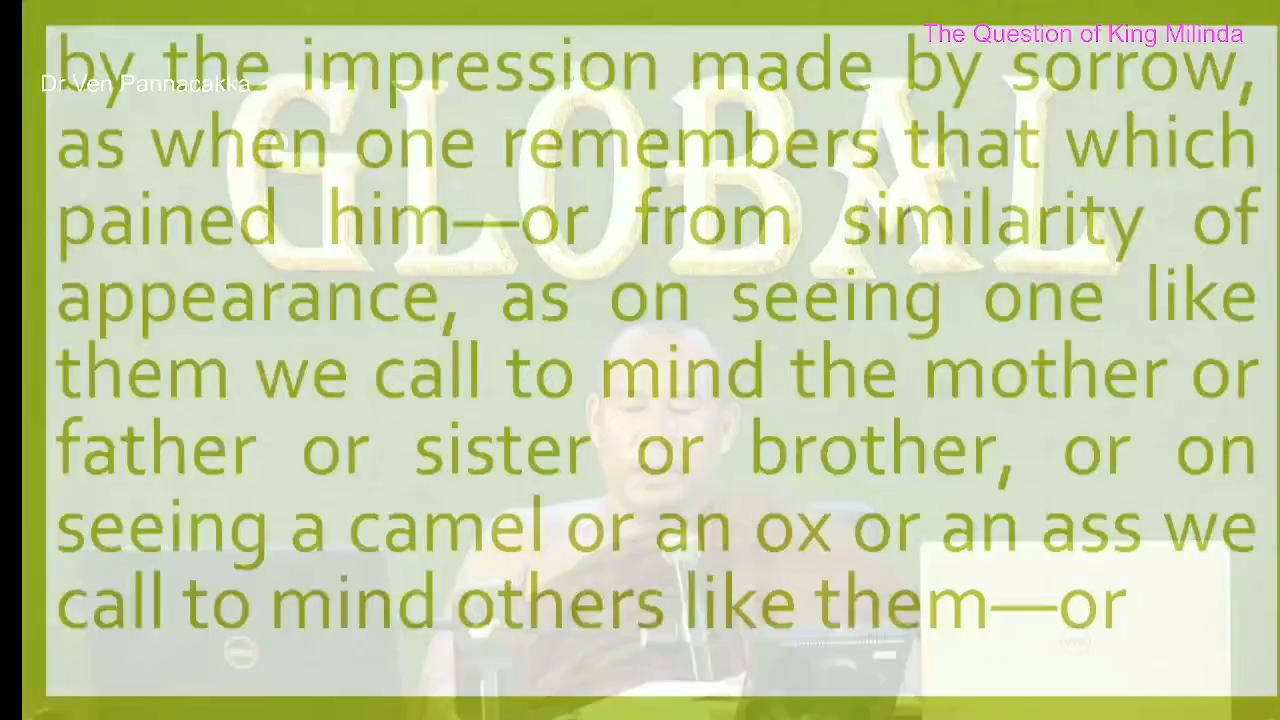 The Question of King Milinda
by the impression made by sorrow,
Dr Ven Pannacakka
GLOBAL
as when one remembers that which
pained him—or from similarity of
appearance, as on seeing one like
them we call to mind the mother or
father or sister or brother, or on
seeing a camel or an ox or an ass we
call to mind others like them—or
DELL